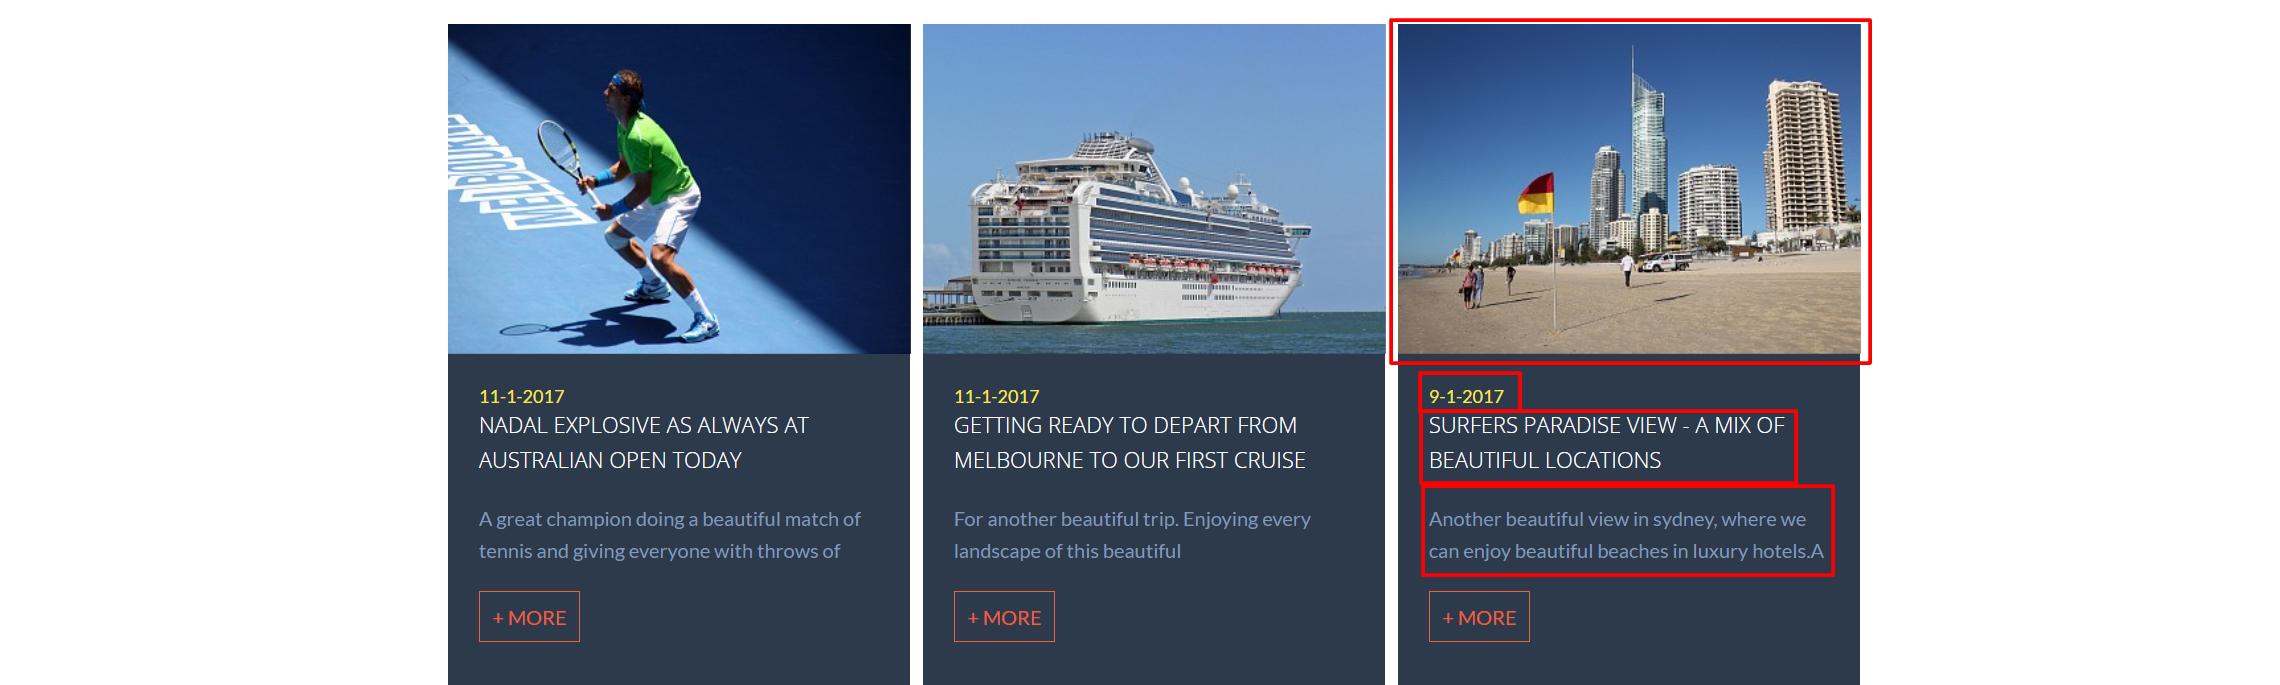 MELBOURNE
11-1-2017
NADAL EXPLOSIVE AS ALWAYS AT
AUSTRALIAN OPEN TODAY
A great champion doing a beautiful match of
tennis and giving everyone with throws of
+ MORE
11-1-2017
GETTING READY TO DEPART FROM
MELBOURNE TO OUR FIRST CRUISE
For another beautiful trip. Enjoying every
landscape of this beautiful
+ MORE
9-1-2017
SURFERS PARADISE VIEW - A MIX OF
BEAUTIFUL LOCATIONS
Another beautiful view in sydney, where we
can enjoy beautiful beaches in luxury hotels.A
+ MORE